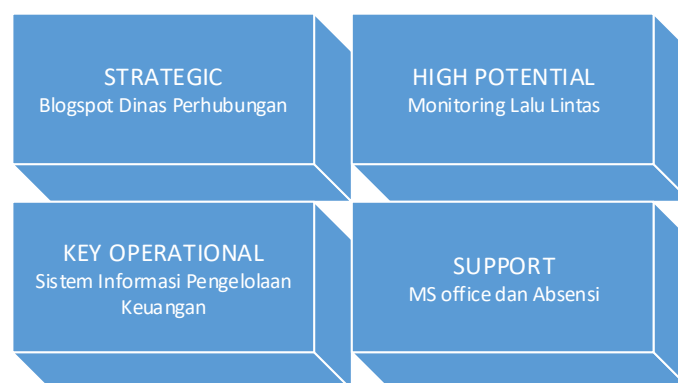 STRATEGIC
Blogspot Dinas Perhubungan
HIGH POTENTIAL
Monitoring Lalu Lintas
KEY OPERATIONAL
Sistem Informasi Pengelolaan
Keuangan
SUPPORT
MS office dan Absensi